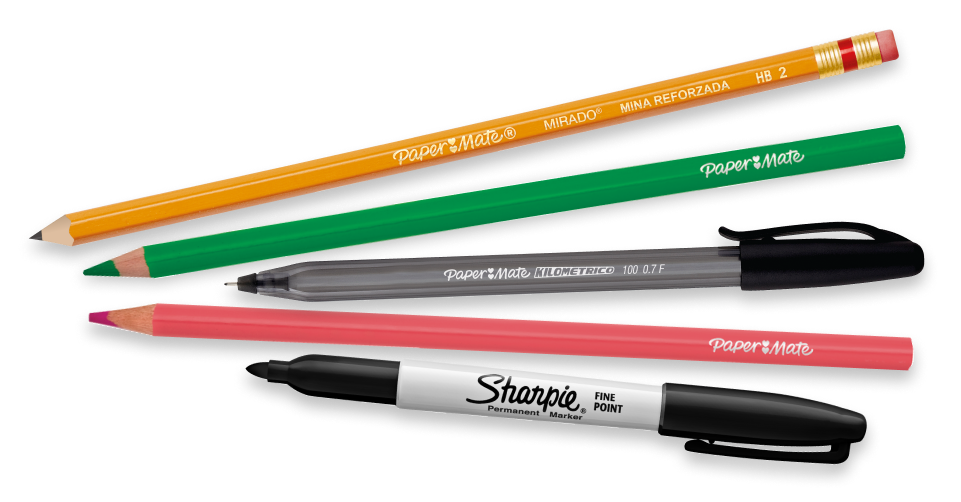 Paper Mate® MIRADO® MINA REFORZADA HB 2
Paper Mate
Paper Mate KILOMETRICO 100 0.7 F
Paper Mate
Sharpie® FINE POINT
Permanent Marker